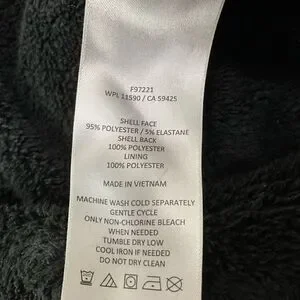 F97221
WPL 11590 / CA 59425
SHELL FACE
95% POLYESTER / 5% ELASTANE
SHELL BACK
100% POLYESTER
LINING
100% POLYESTER
MADE IN VIETNAM
MACHINE WASH COLD SEPARATELY
GENTLE CYCLE
ONLY NON-CHLORINE BLEACH
WHEN NEEDED
TUMBLE DRY LOW
COOL IRON IF NEEDED
DO NOT DRY CLEAN